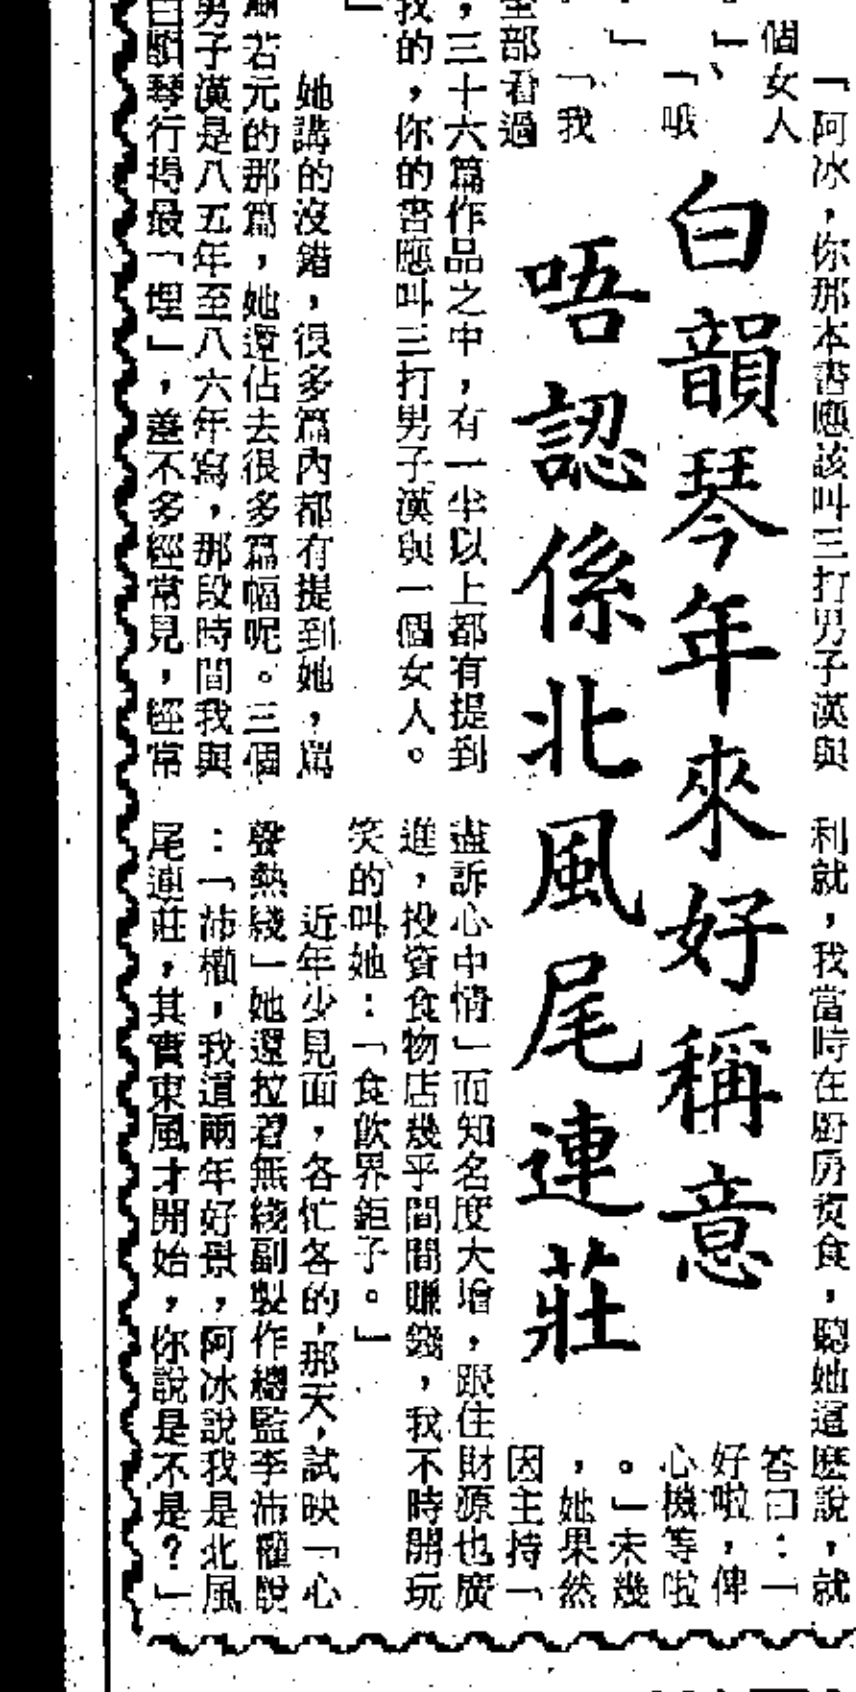 白韻琴年來好稱意
唔認係北風尾連莊
「阿冰，你那本書應該叫三打男子漢與
個女人
。」
「哦
。」
「我
全部看過
，三十六篇作品之中，有一半以上都有提到
我的，你的書應叫三打男子漢與一個女人。
」
她講的沒錯，很多篇內都有提到她，寫
若元的那篇，她還佔去很多篇幅呢。三個
男子漢是八五年至八六年寫，那段時間我與
白韻琴行得最「埋」，差不多經常見，經常
利就，我當時在廚房煑食，聽她這麼說，就
答曰：「
好啦，俾
心機等啦
。」未幾
，她果然
因主持「
盡訴心中情」而知名度大增，跟住財源也廣
進，投資食物店幾乎間間賺錢，我不時開玩
笑的叫她：「食飲界鉅子。」
近年少見面，各忙各的，那天，試映「心
聲熱綫」她還拉着無綫副製作總監李沛權說
：「沛權，我這兩年好景，阿冰說我是北風
尾連莊，其實東風才開始，你說是不是？」